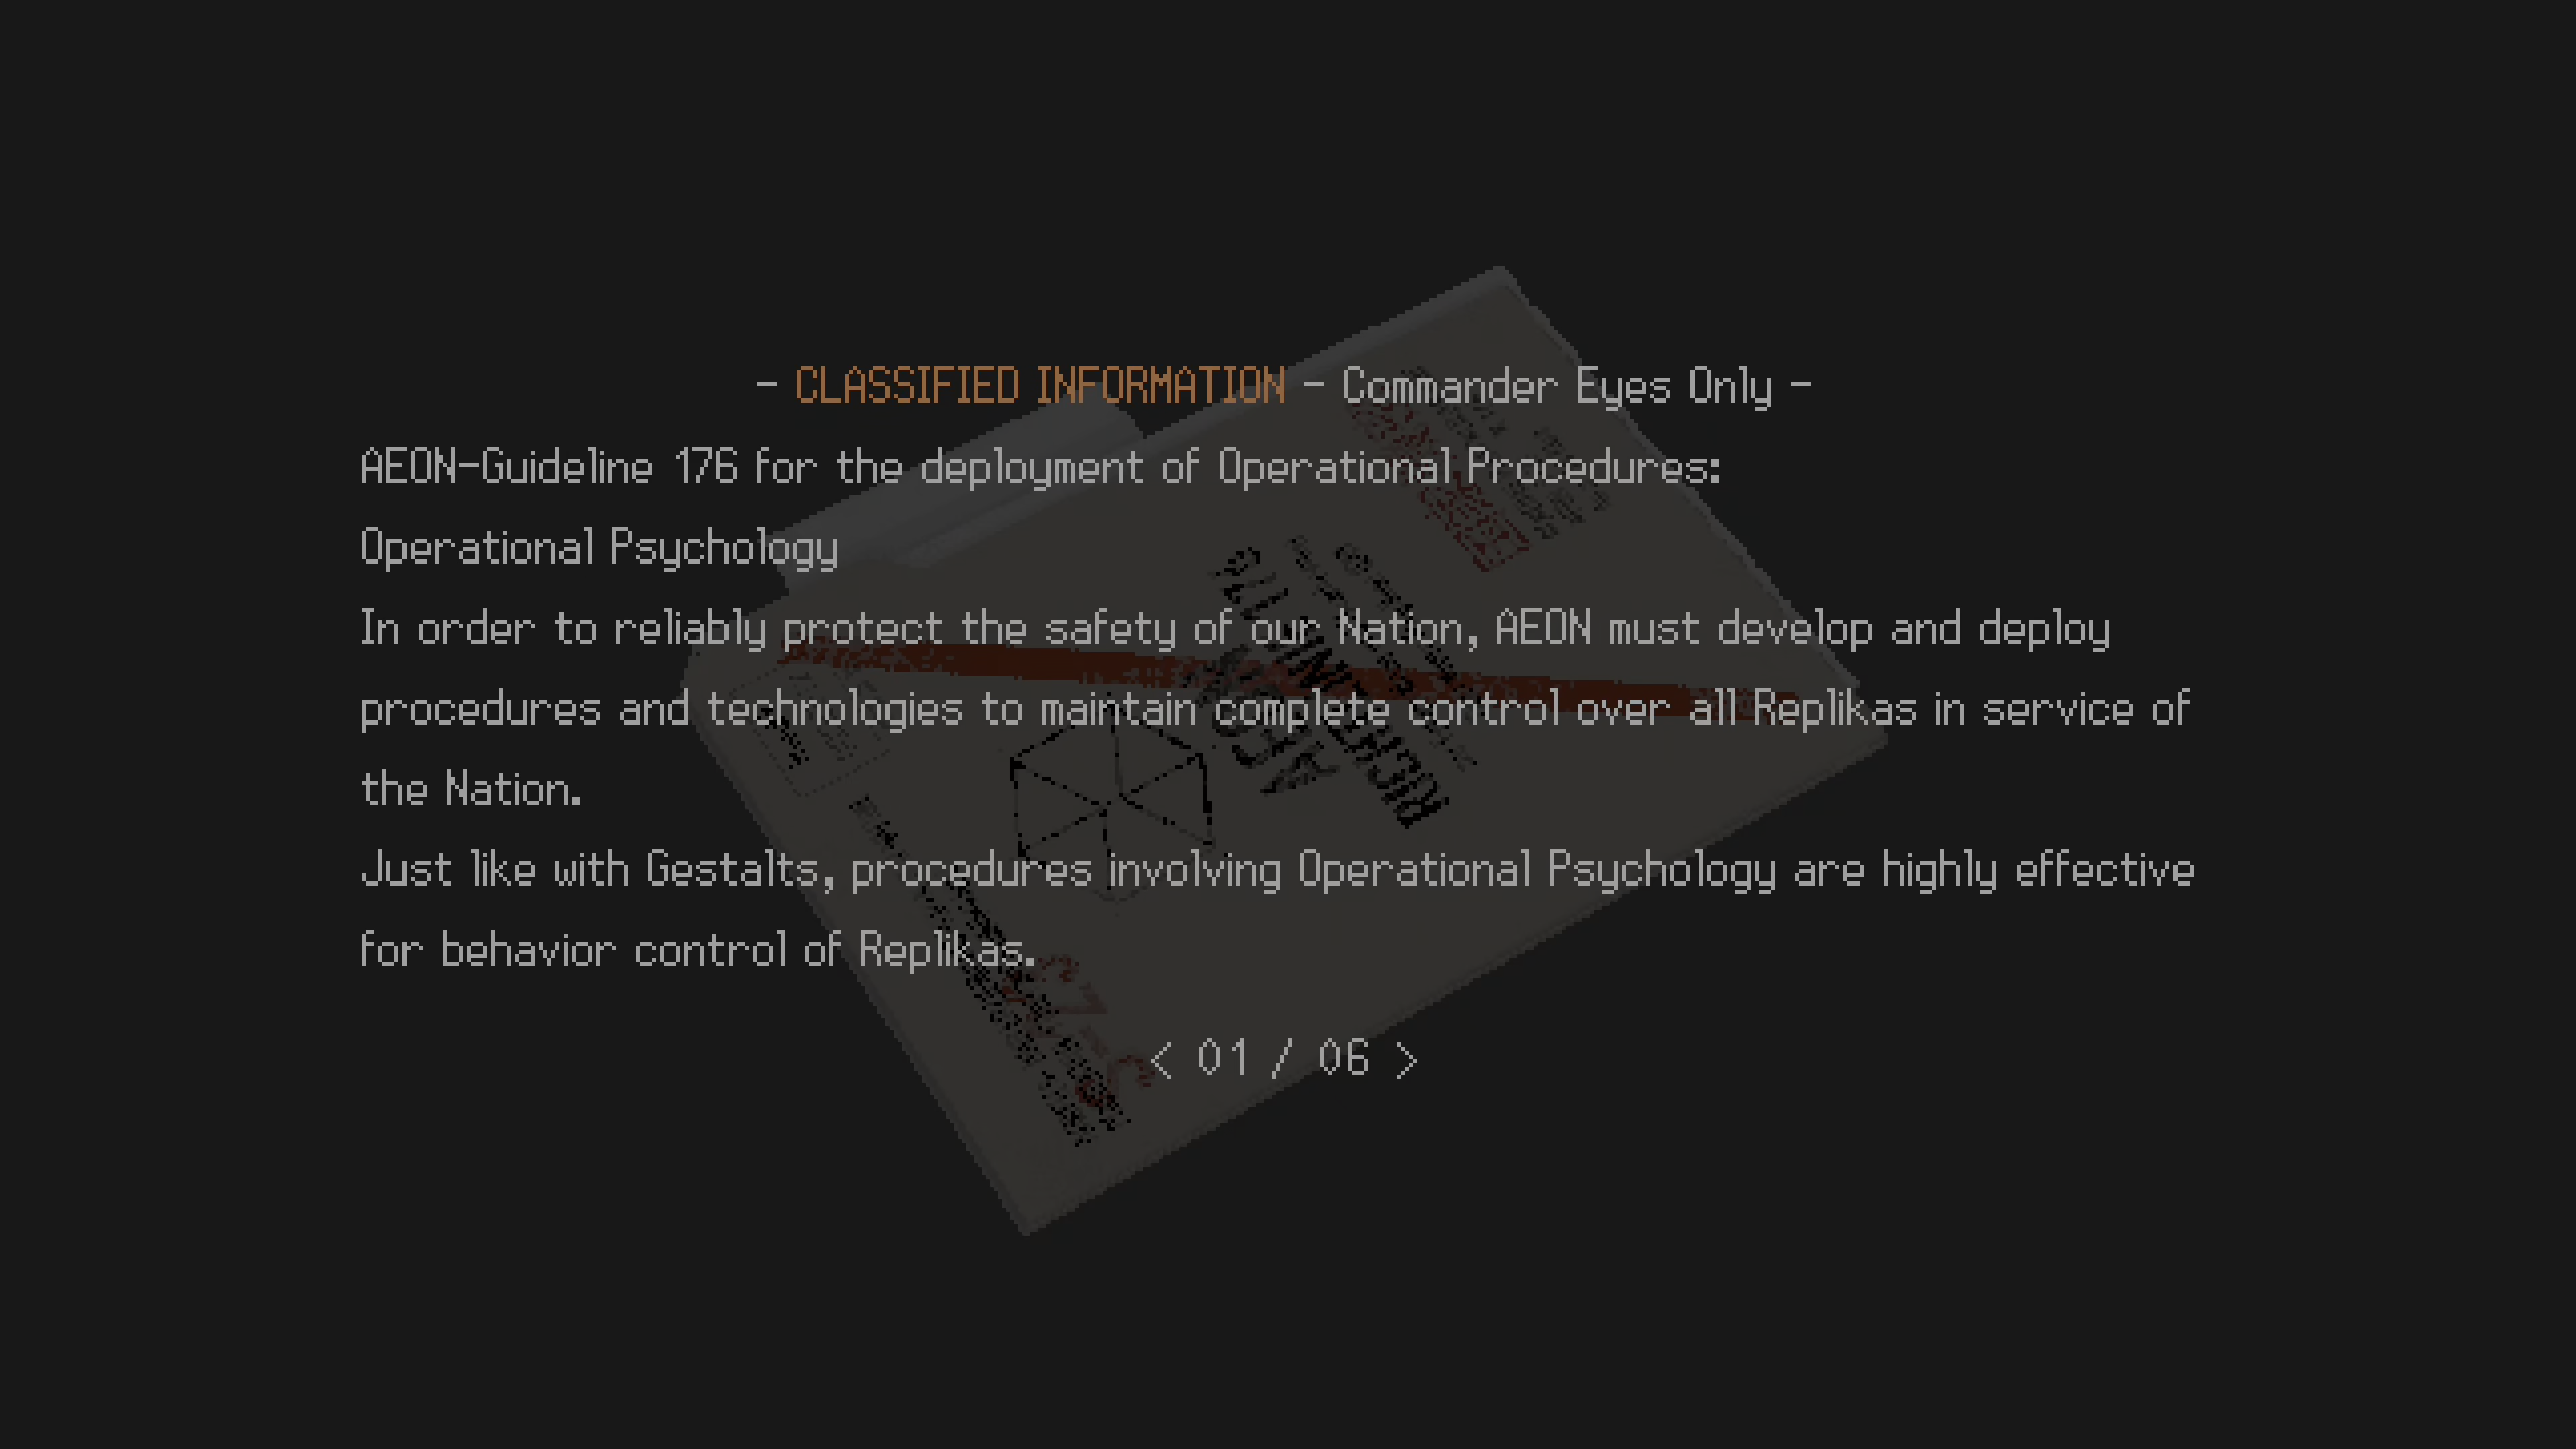 - CLASSIFIED INFORMATION - Commander Eyes Only -
AEON-Guideline 176 for the deployment of Operational Procedures:
Operational Psychology
In order to reliably protect the safety of our Nation, AEON must develop and deploy
procedures and technologies to maintain complete control over all Replikas in service of
the Nation.
Just like with Gestalts, procedures involving Operational Psychology are highly effective
for behavior control of Replikas.
< 01 / 06 >